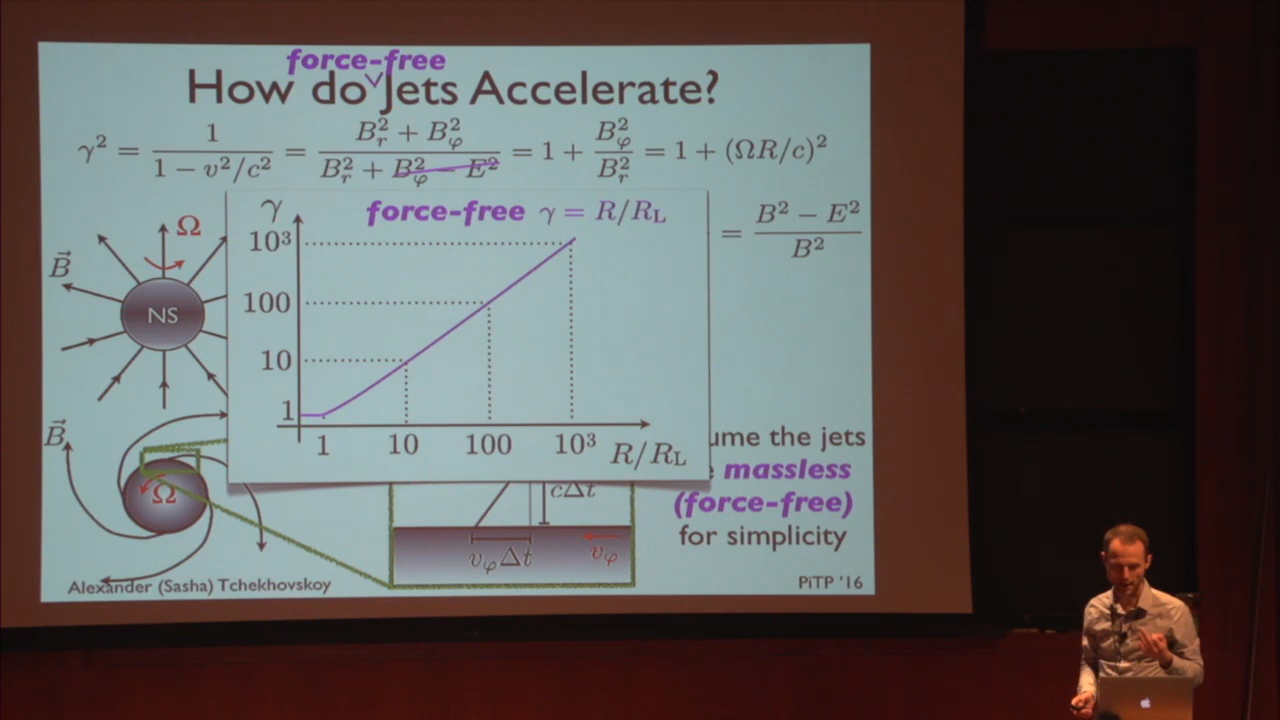 force-free
How do ˅ Jets Accelerate?
γ² = 1 / (1 − v²/c²) = (B_r² + B_φ²) / (B_r² + B_φ² − E²) = 1 + B_φ² / B_r² = 1 + (ΩR/c)²
= (B² − E²) / B²
Ω
B⃗
NS
γ
force-free γ = R/R_L
10³
100
10
1
1 10 100 10³ R/R_L
B⃗
Ω
cΔt
v_φΔt
v_φ
ume the jets
massless
(force-free)
for simplicity
Alexander (Sasha) Tchekhovskoy
PiTP '16